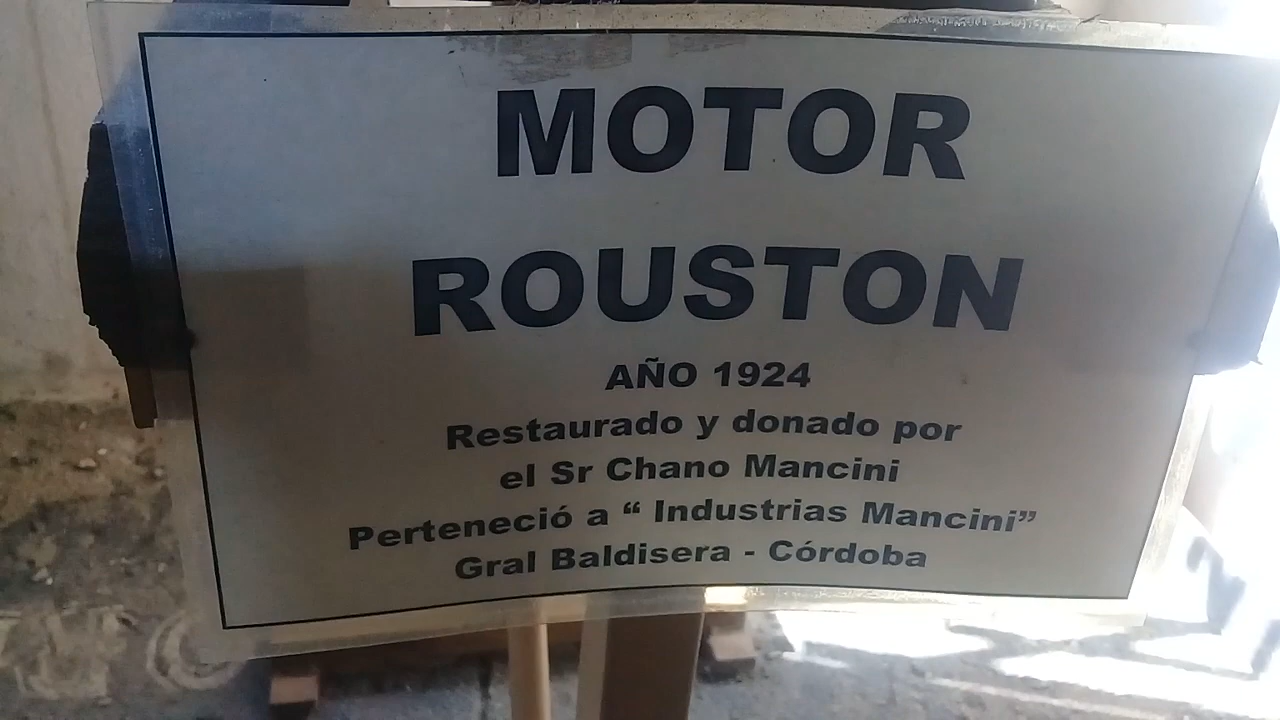 MOTOR
ROUSTON
AÑO 1924
Restaurado y donado por
el Sr Chano Mancini
Perteneció a “ Industrias Mancini”
Gral Baldisera - Córdoba